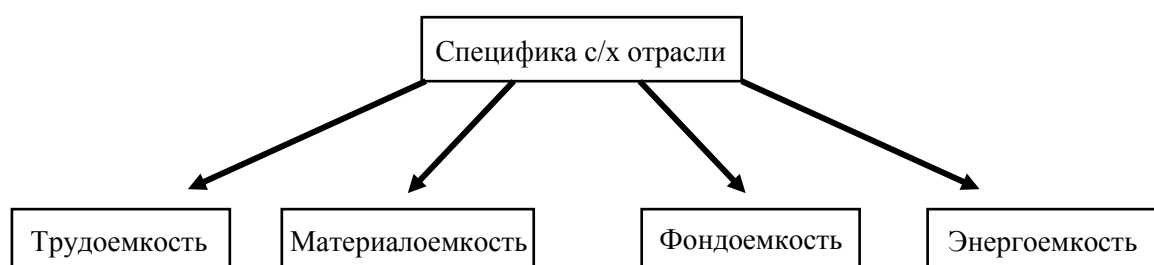 Специфика с/х отрасли
Трудоемкость
Материалоемкость
Фондоемкость
Энергоемкость